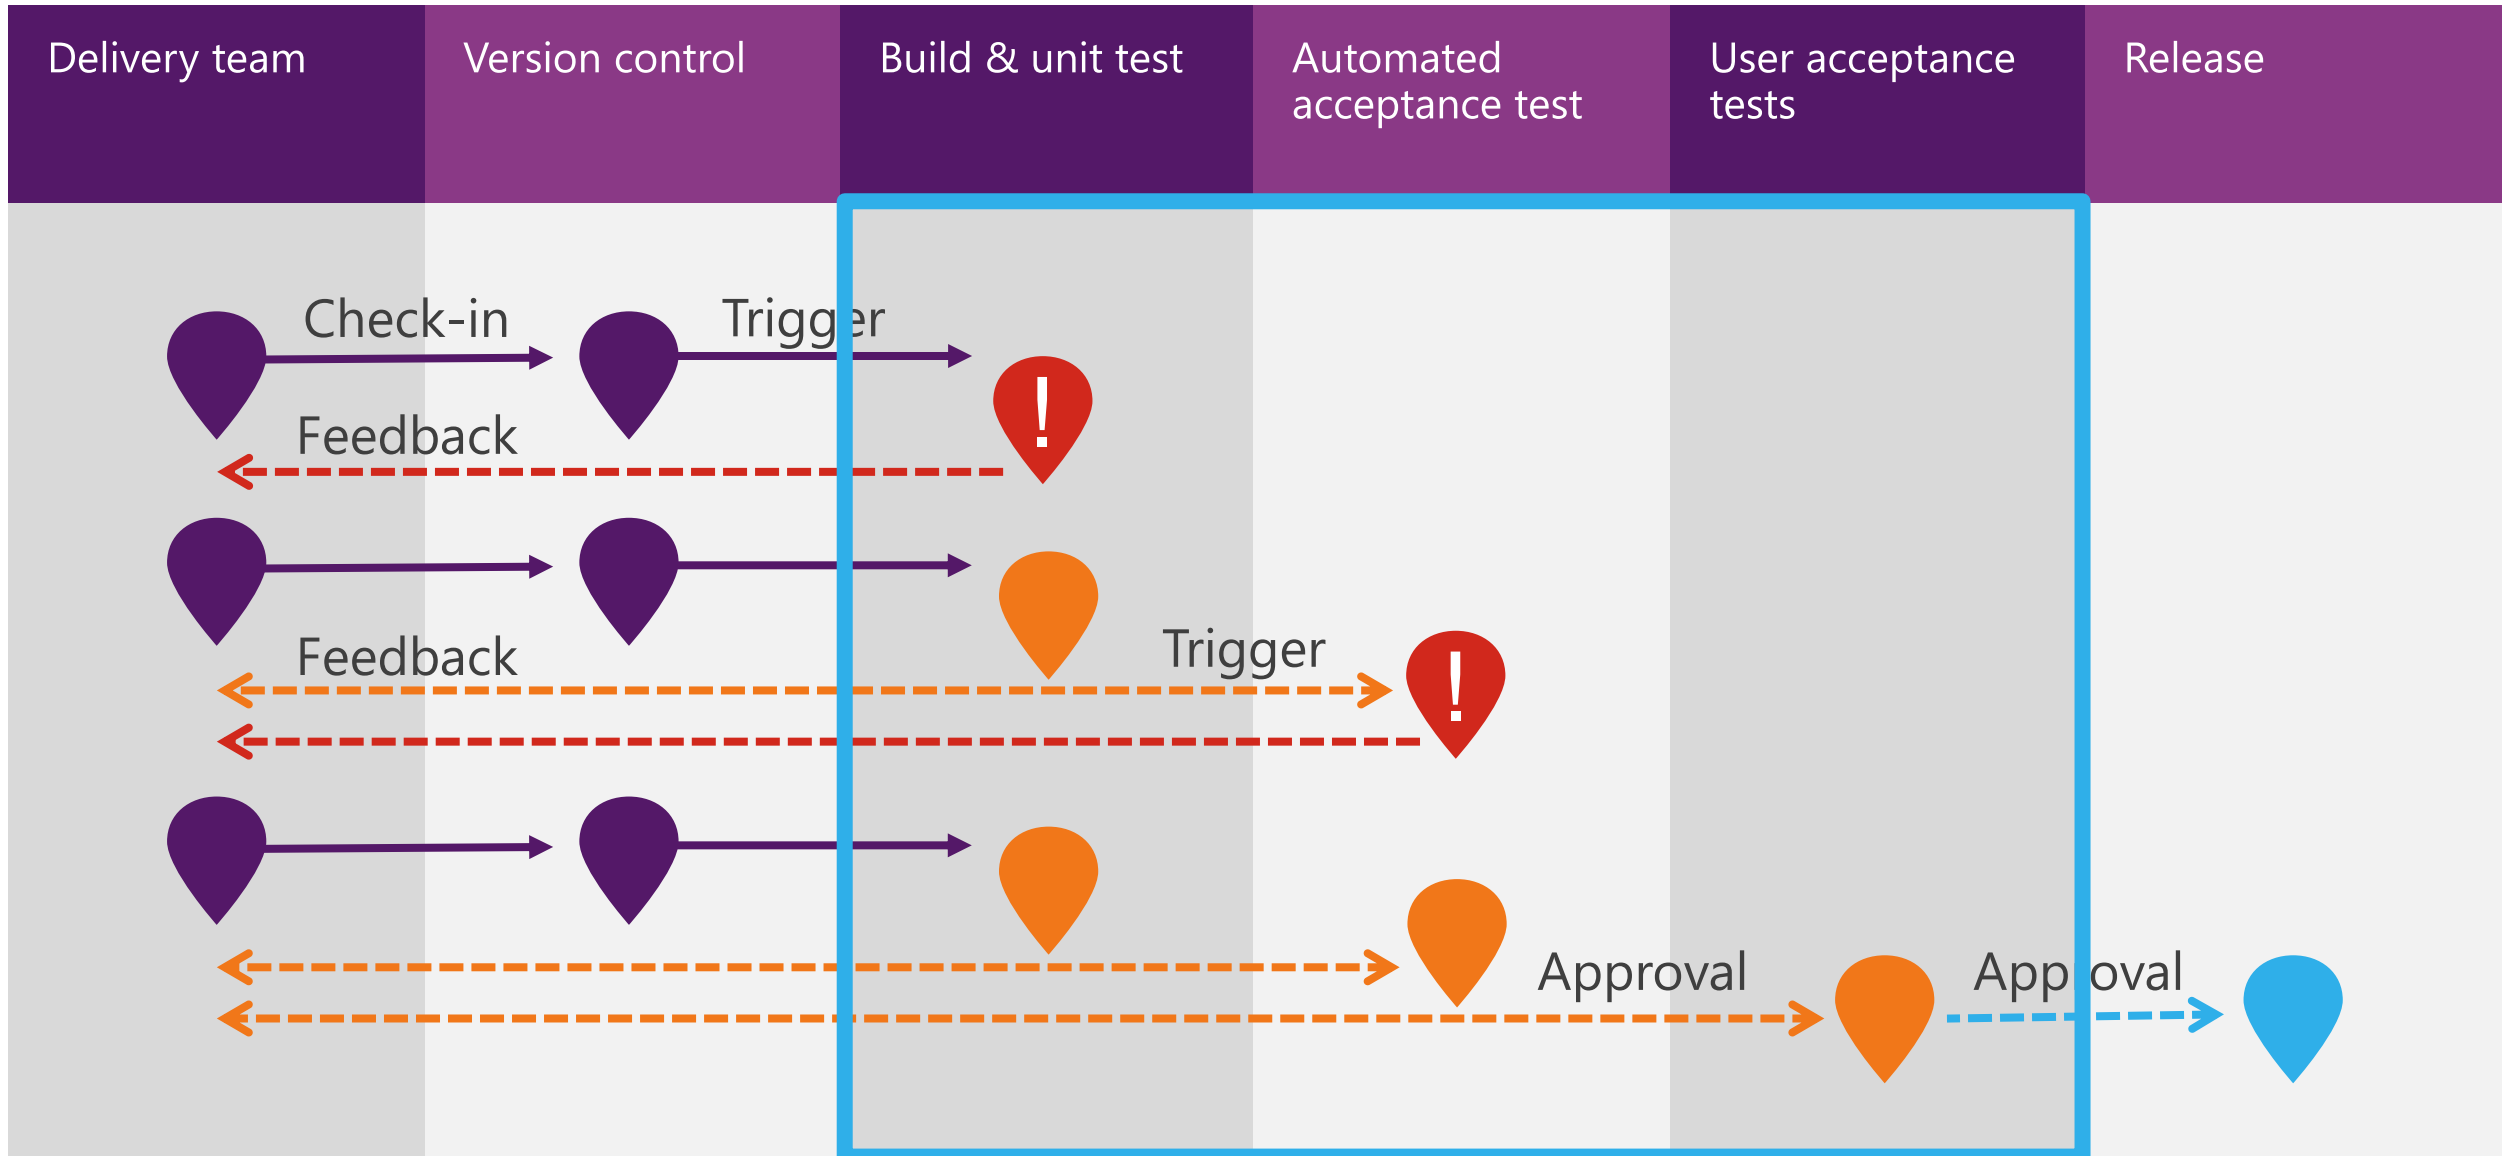 Delivery team
Version control
Build & unit test
Automated
acceptance test
User acceptance
tests
Release
Check-in
Trigger
!
Feedback
Feedback
Trigger
!
Approval
Approval